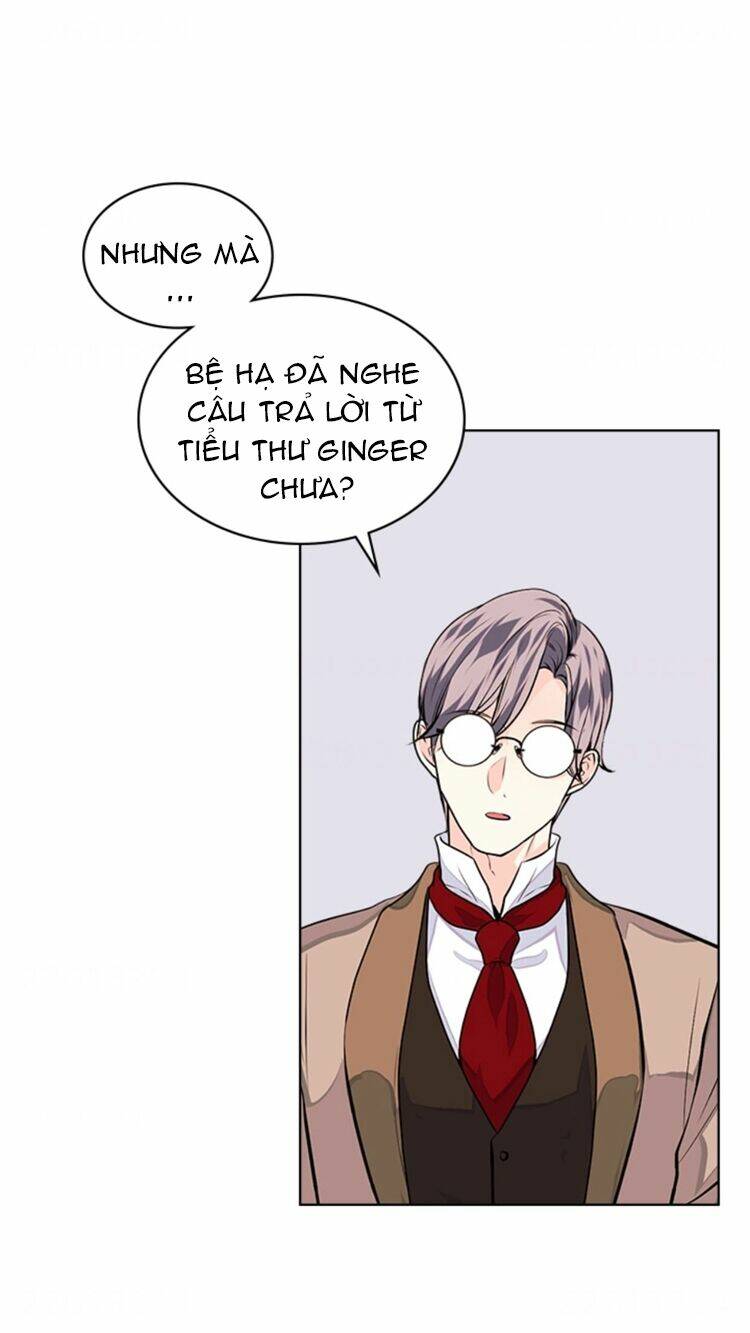 NHƯNG MÀ
...
BỆ HẠ ĐÃ NGHE
CÂU TRẢ LỜI TỪ
TIỂU THƯ GINGER
CHƯA?